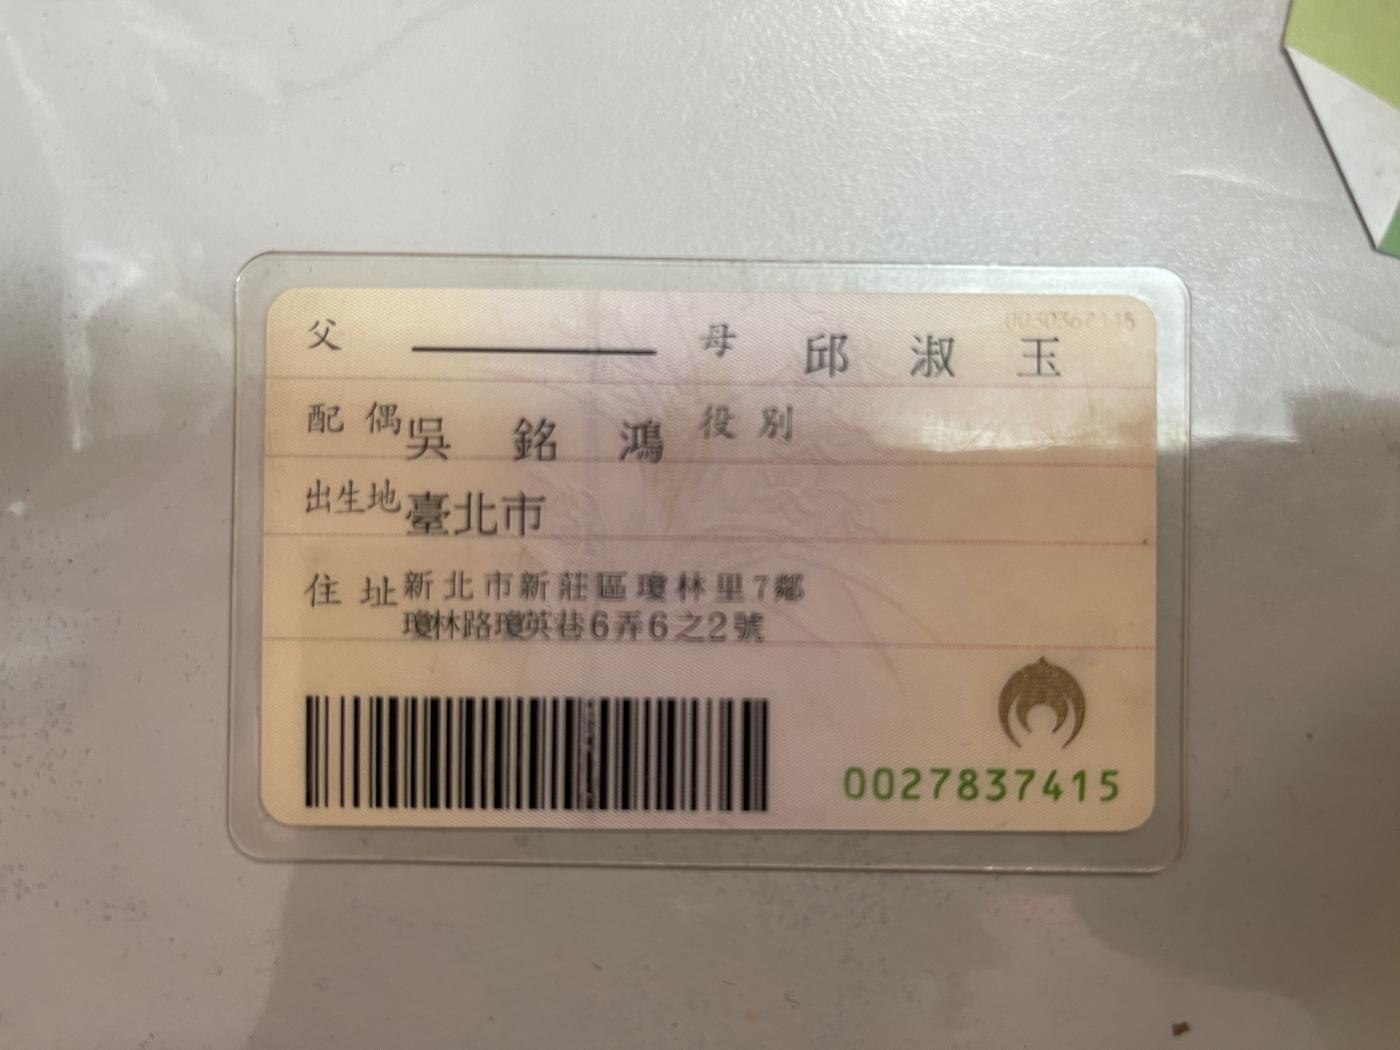 父 母 邱淑玉
配偶 吳銘鴻 役別
出生地 臺北市
住址 新北市新莊區瓊林里7鄰
瓊林路瓊英巷6弄6之2號
0027837415